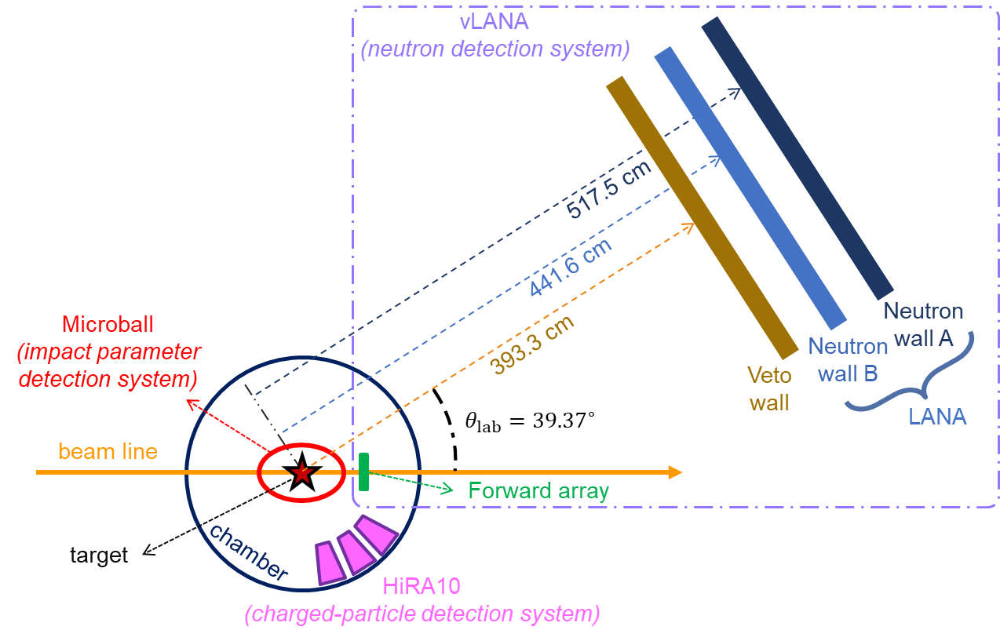 vLANA
(neutron detection system)
517.5 cm
441.6 cm
393.3 cm
Neutron
wall A
Neutron
wall B
Veto
wall
LANA
Microball
(impact parameter
detection system)
θlab = 39.37°
beam line
Forward array
target
chamber
HiRA10
(charged-particle detection system)